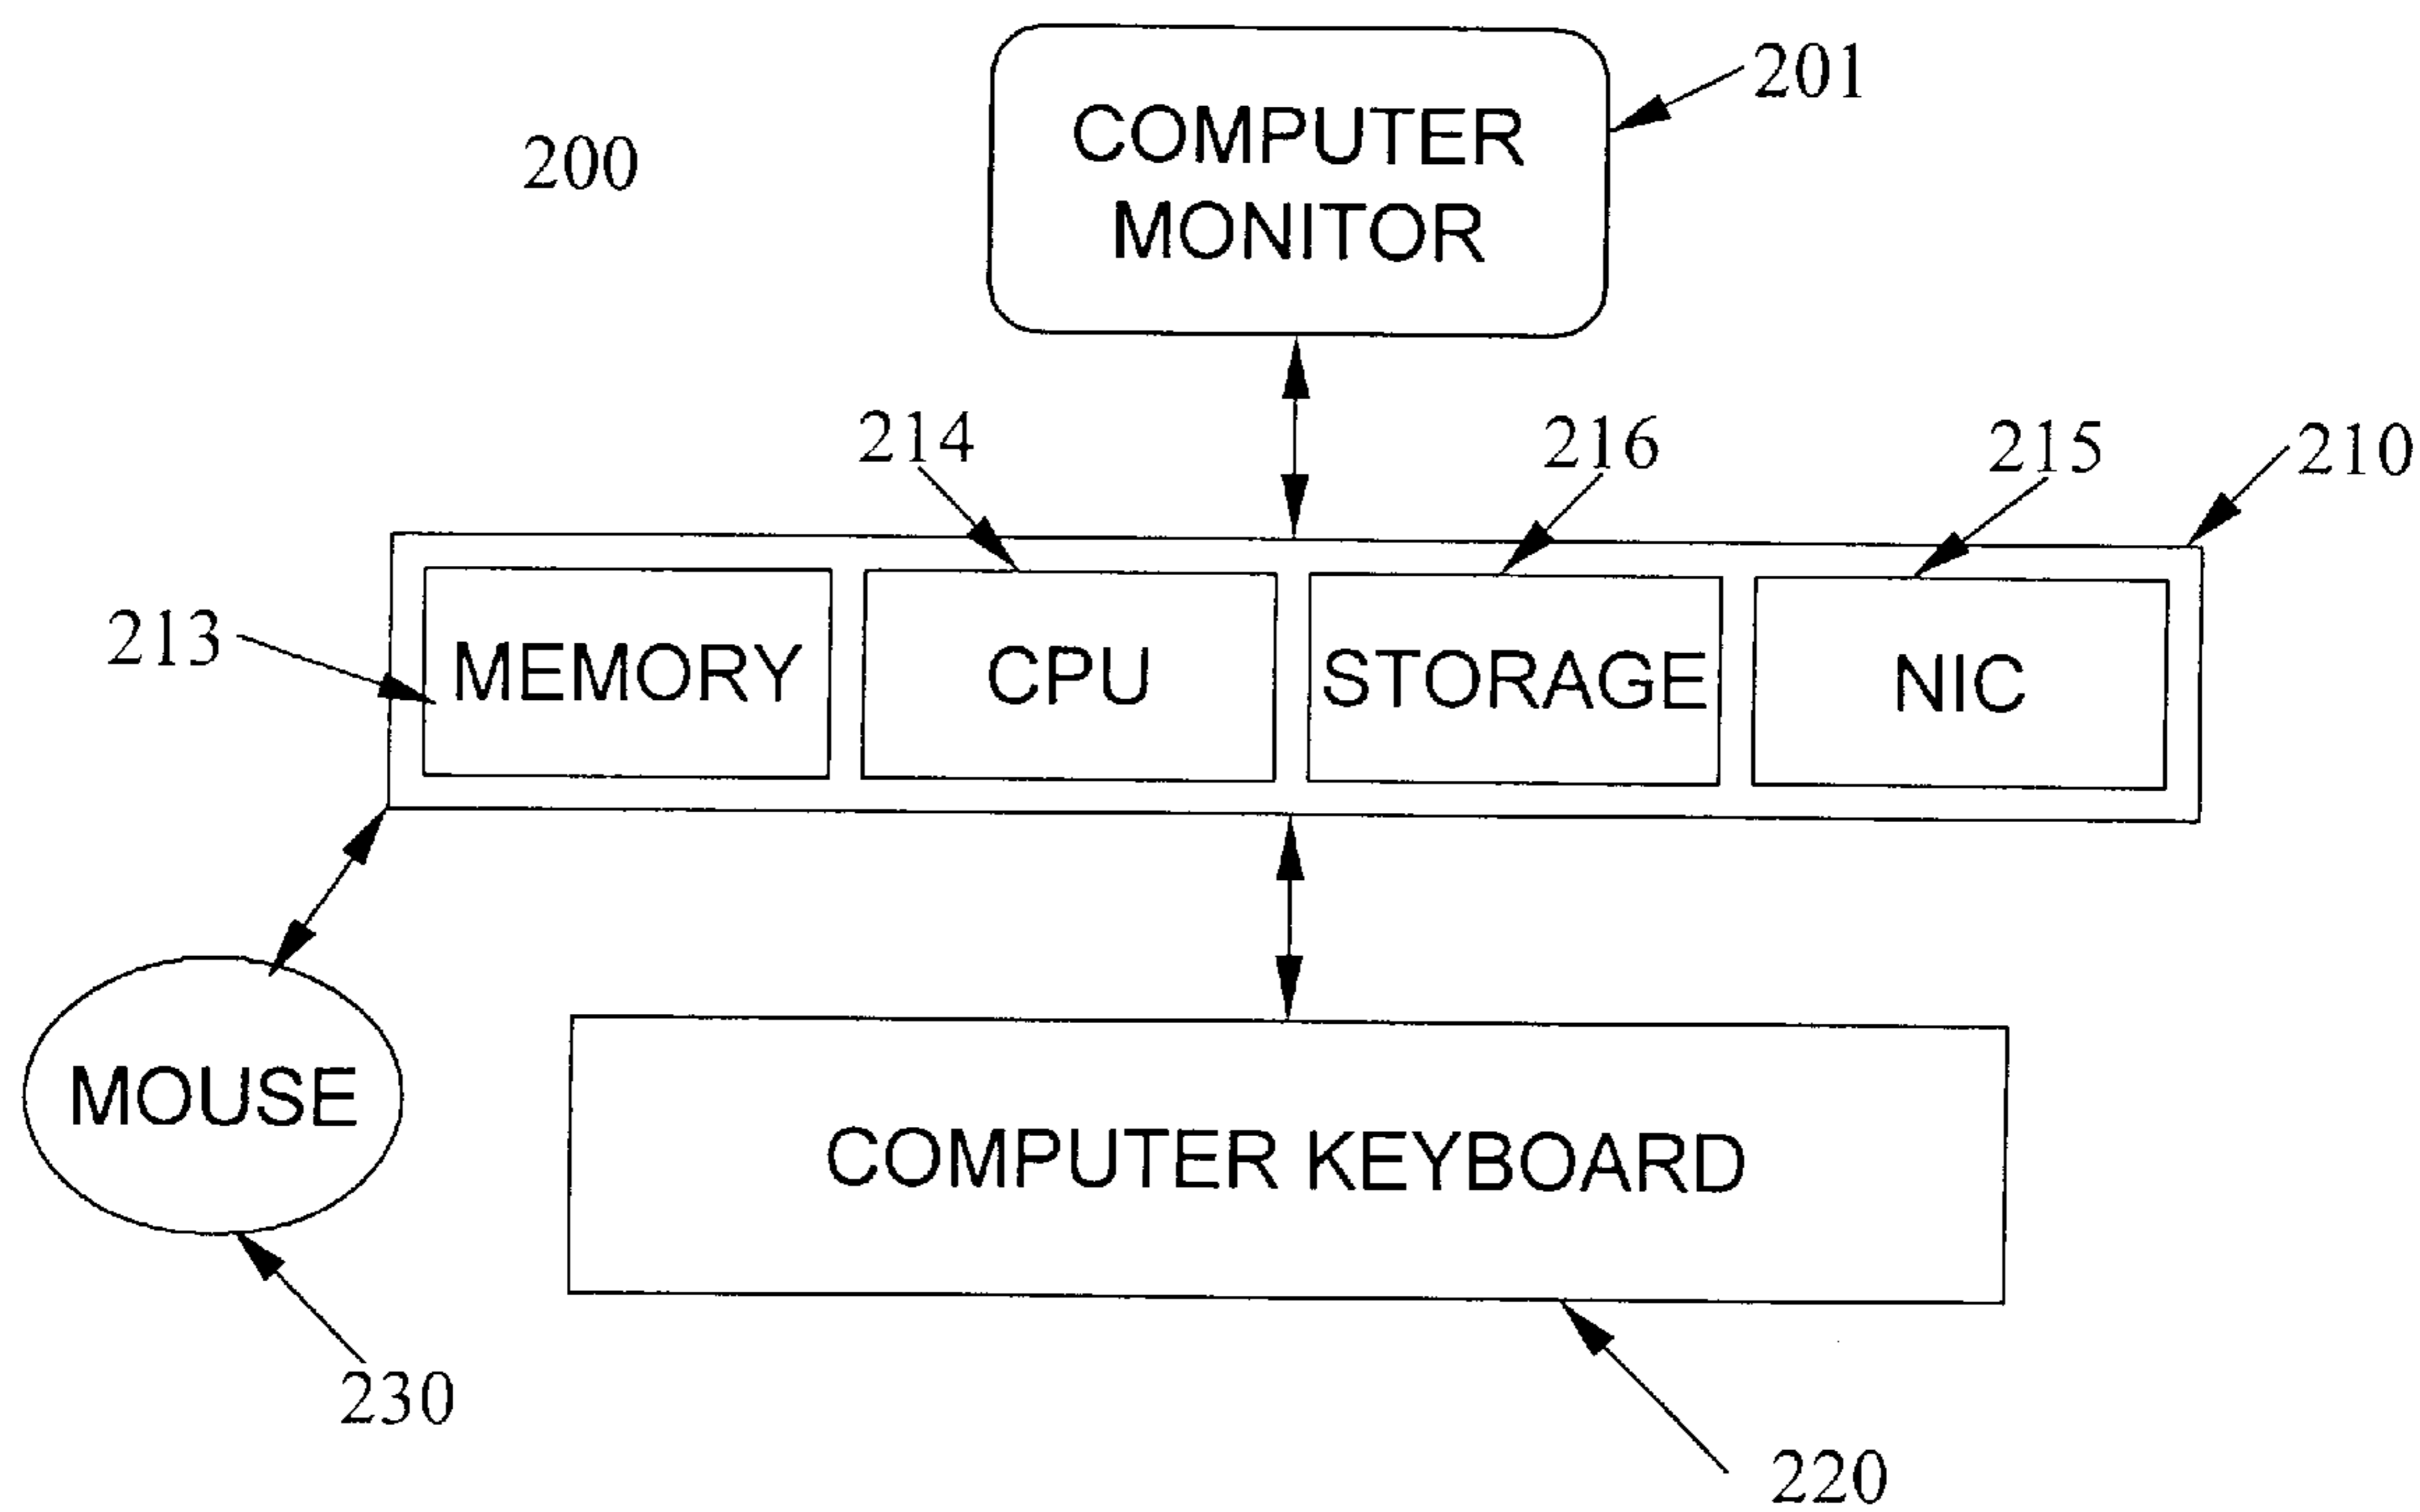 201
COMPUTER
MONITOR
200
214
216
215
210
213
MEMORY
CPU
STORAGE
NIC
MOUSE
COMPUTER KEYBOARD
230
220